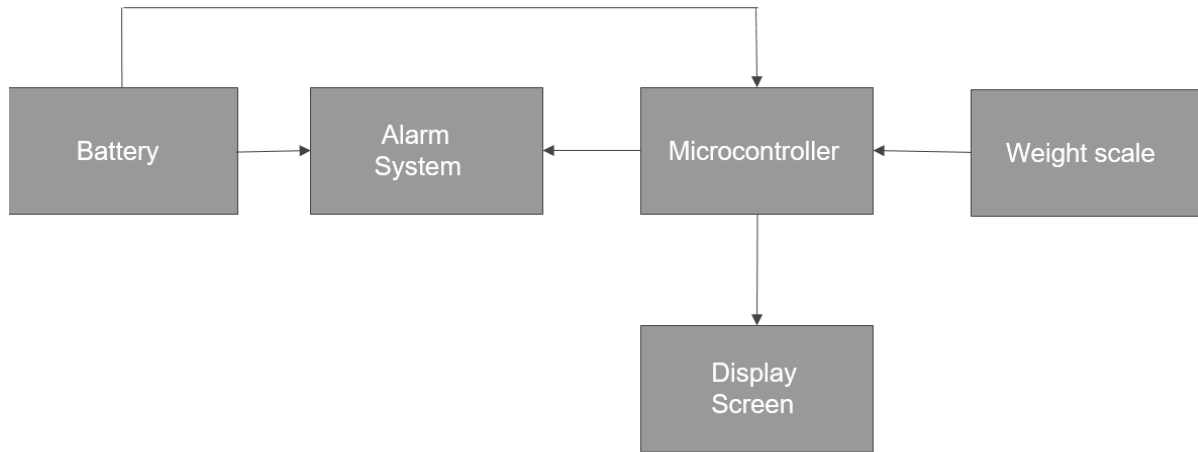 Battery
Alarm
System
Microcontroller
Weight scale
Display
Screen